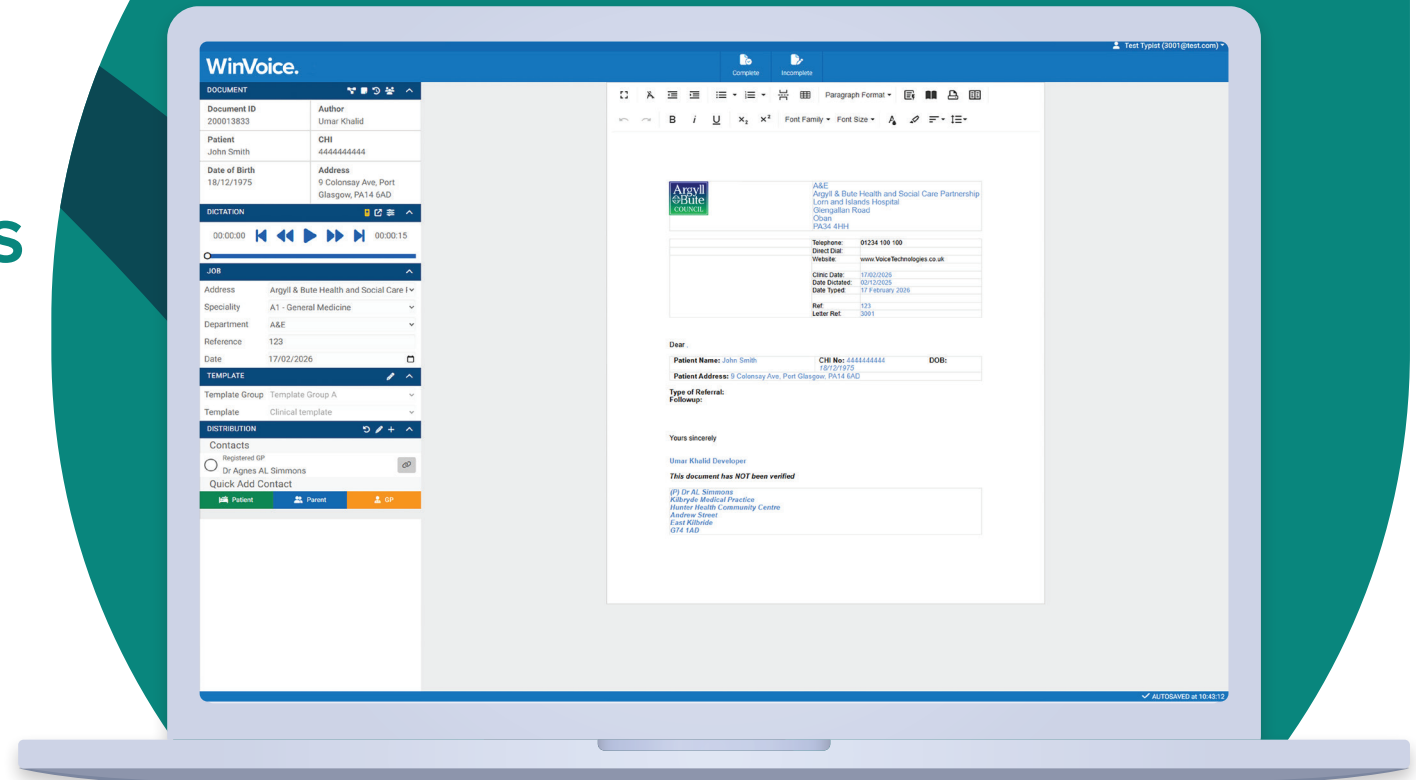 s
Test Typist (3001@test.com)
WinVoice.
Complete
Incomplete
DOCUMENT
Document ID
200013833
Author
Umar Khalid
Patient
John Smith
CHI
4444444444
Date of Birth
18/12/1975
Address
9 Colonsay Ave, Port
Glasgow, PA14 6AD
DICTATION
00:00:00
00:00:15
JOB
Address Argyll & Bute Health and Social Care
Speciality A1 - General Medicine
Department A&E
Reference 123
Date 17/02/2026
TEMPLATE
Template Group Template Group A
Template Clinical template
DISTRIBUTION
Contacts
Registered GP
Dr Agnes AL Simmons
Quick Add Contact
Patient
Parent
GP
Paragraph Format
B i U x₂ x² Font Family Font Size
Argyll
&Bute
COUNCIL
A&E
Argyll & Bute Health and Social Care Partnership
Lorn and Islands Hospital
Glengallan Road
Oban
PA34 4HH
Telephone: 01234 100 100
Direct Dial:
Website: www.VoiceTechnologies.co.uk
Clinic Date: 17/02/2026
Date Dictated: 02/12/2025
Date Typed: 17 February 2026
Ref: 123
Letter Ref: 3001
Dear .
Patient Name: John Smith CHI No: 4444444444 DOB:
18/12/1975
Patient Address: 9 Colonsay Ave, Port Glasgow, PA14 6AD
Type of Referral:
Followup:
Yours sincerely
Umar Khalid Developer
This document has NOT been verified
(P) Dr AL Simmons
Kilbryde Medical Practice
Hunter Health Community Centre
Andrew Street
East Kilbride
G74 1AD
AUTOSAVED at 10:43:12